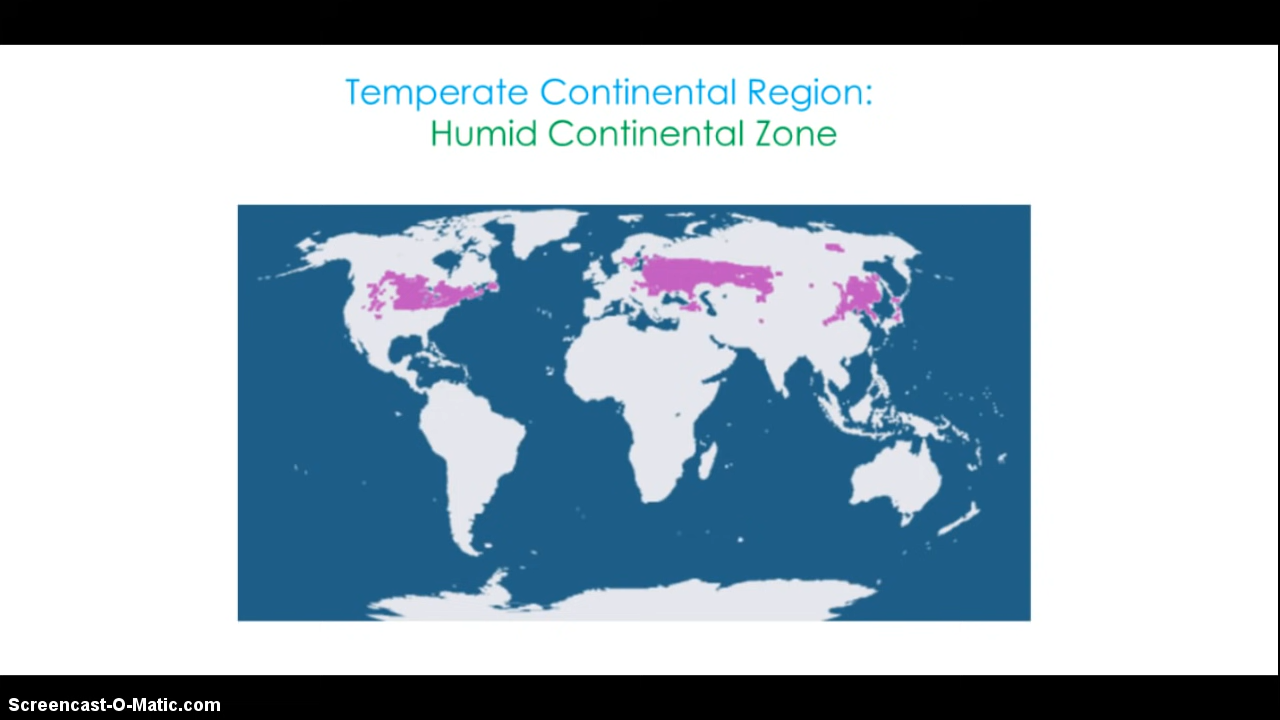 Temperate Continental Region:
Humid Continental Zone
Screencast-O-Matic.com